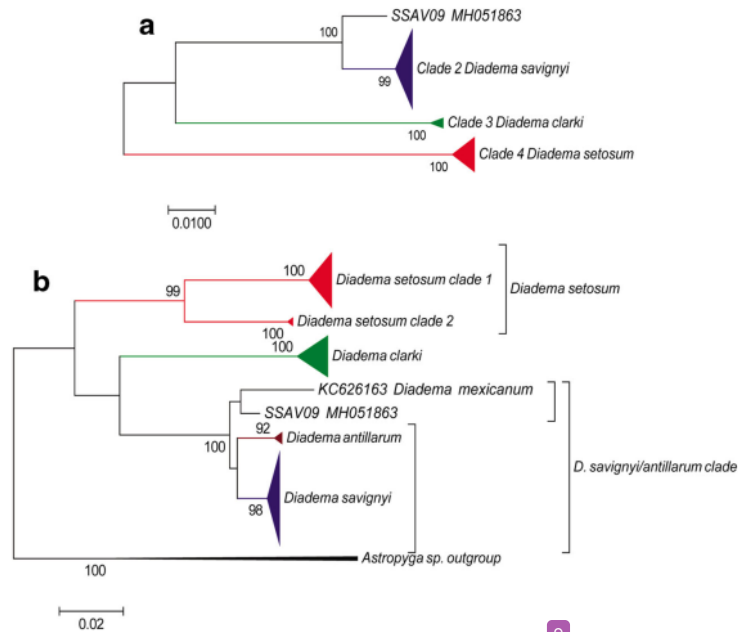 a
SSAV09 MH051863
100
Clade 2 Diadema savignyi
99
Clade 3 Diadema clarki
100
Clade 4 Diadema setosum
100
0.0100
b
100
Diadema setosum clade 1
Diadema setosum
99
Diadema setosum clade 2
100
100
Diadema clarki
KC626163 Diadema mexicanum
SSAV09 MH051863
92
Diadema antillarum
100
D. savignyi/antillarum clade
Diadema savignyi
98
Astropyga sp. outgroup
100
0.02